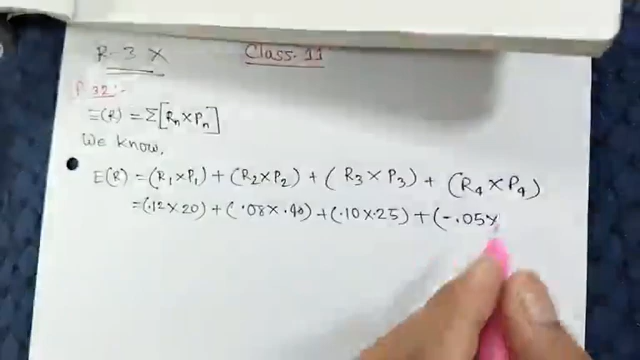 R-3 X
Class-11
P.32:-
E(R) = Σ[Rn×Pn]
We know,
E(R) = (R1×P1) + (R2×P2) + (R3×P3) + (R4×P4)
= (.12×20) + (.08×.40) + (.10×.25) + (-.05×